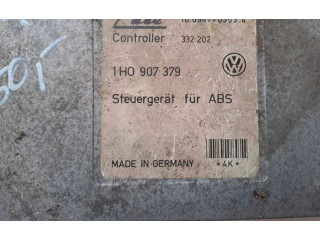 Controller 332 202
1H0 907 379
Steuergerät für ABS
MADE IN GERMANY *4K*